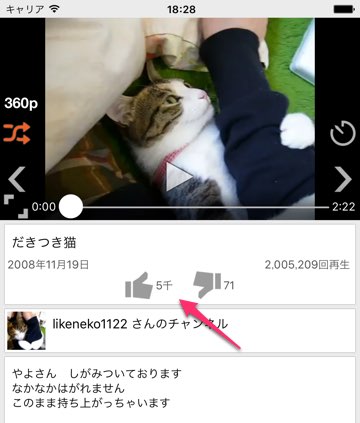 キャリア 18:28
360p
0:00 2:22
だきつき猫
2008年11月19日 2,005,209回再生
5千 71
likeneko1122 さんのチャンネル
やよさん　しがみついております
なかなかはがれません
このまま持ち上がっちゃいます